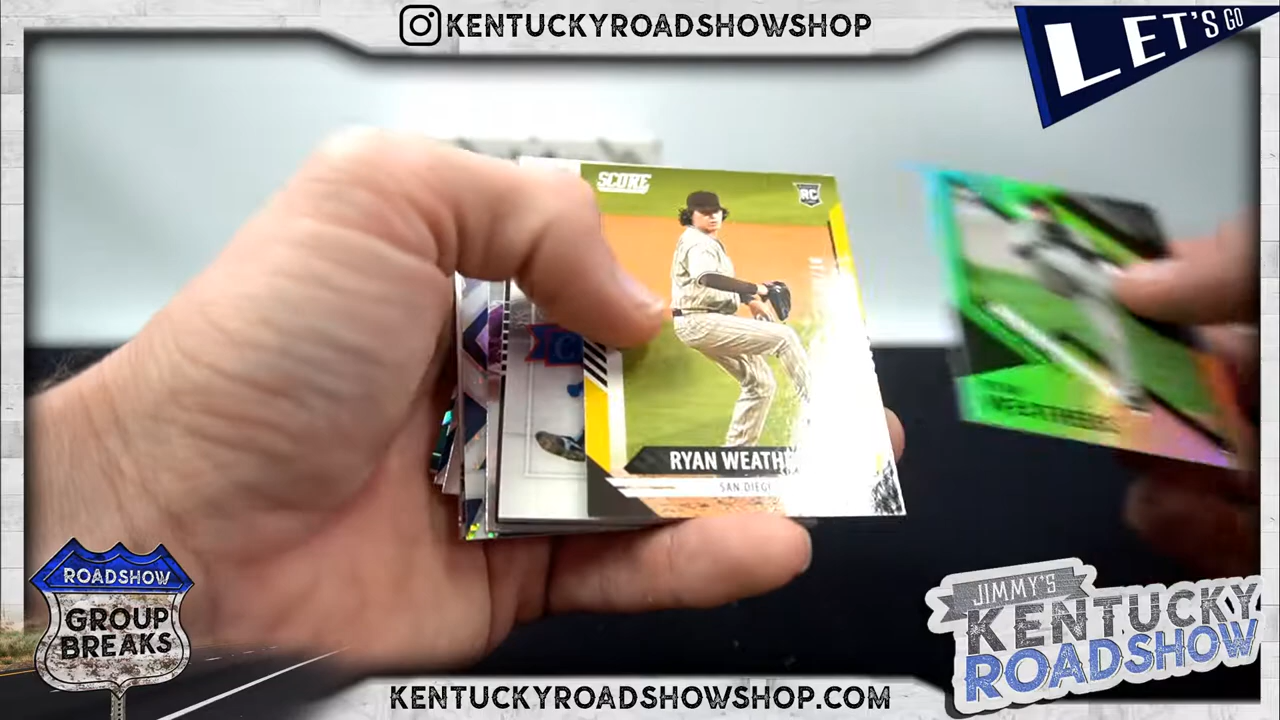 KENTUCKYROADSHOWSHOP
LET'S GO
SCORE
RC
RYAN WEATH
SAN DIEG
ROADSHOW
GROUP
BREAKS
JIMMY'S
KENTUCKY
ROADSHOW
KENTUCKYROADSHOWSHOP.COM